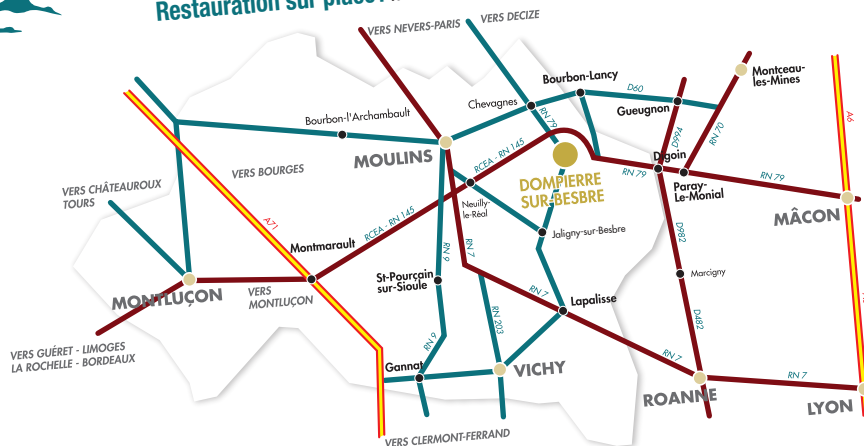 Restauration sur place
VERS NEVERS-PARIS
VERS DECIZE
Bourbon-Lancy
D60
Montceau-
les-Mines
Chevagnes
RN 79
Gueugnon
A6
Bourbon-l'Archambault
MOULINS
RCEA - RN 145
D994
RN 70
Digoin
VERS BOURGES
DOMPIERRE
SUR-BESBRE
RN 79
Paray-
Le-Monial
RN 79
VERS CHÂTEAUROUX
TOURS
Neuilly-
le-Réal
MÂCON
A71
RCEA - RN 145
Montmarault
RN 9
RN 7
Jaligny-sur-Besbre
D982
St-Pourçain
sur-Sioule
Marcigny
MONTLUÇON
VERS
MONTLUÇON
RN 7
Lapalisse
RN 203
D482
VERS GUÉRET - LIMOGES
LA ROCHELLE - BORDEAUX
RN 9
RN 7
Gannat
VICHY
RN 7
ROANNE
LYON
VERS CLERMONT-FERRAND